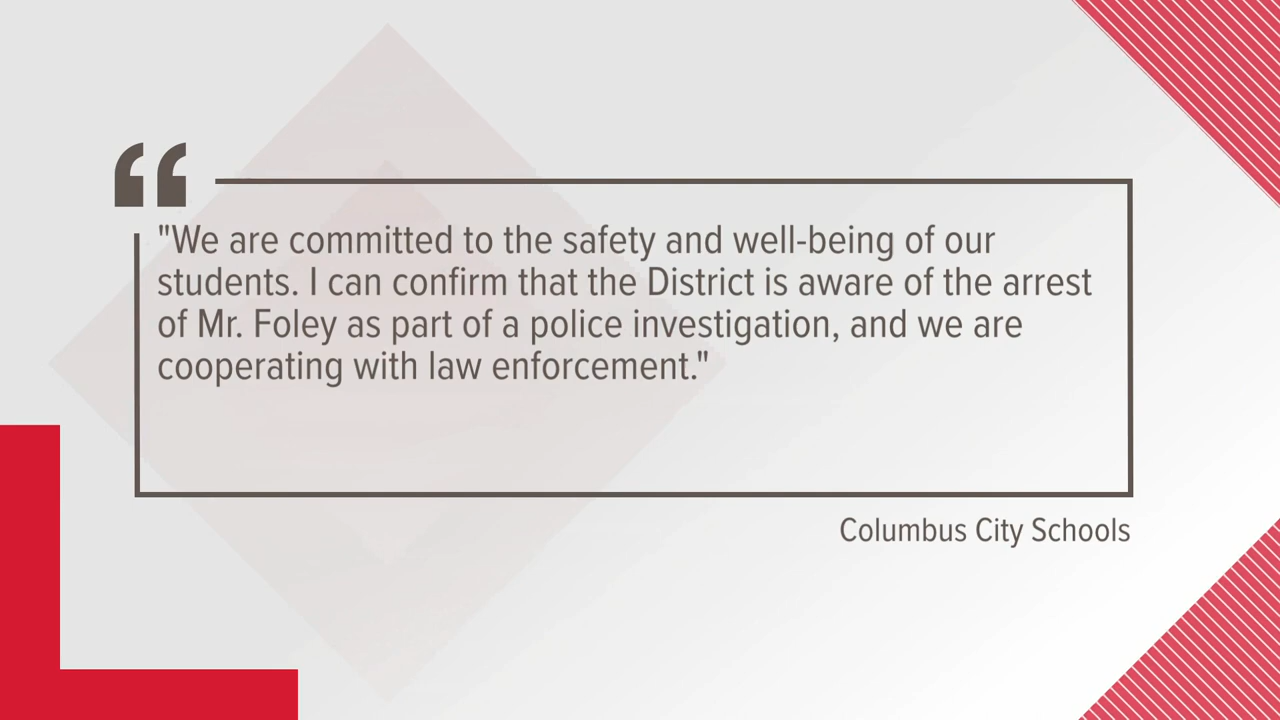 "We are committed to the safety and well-being of our
students. I can confirm that the District is aware of the arrest
of Mr. Foley as part of a police investigation, and we are
cooperating with law enforcement."
Columbus City Schools